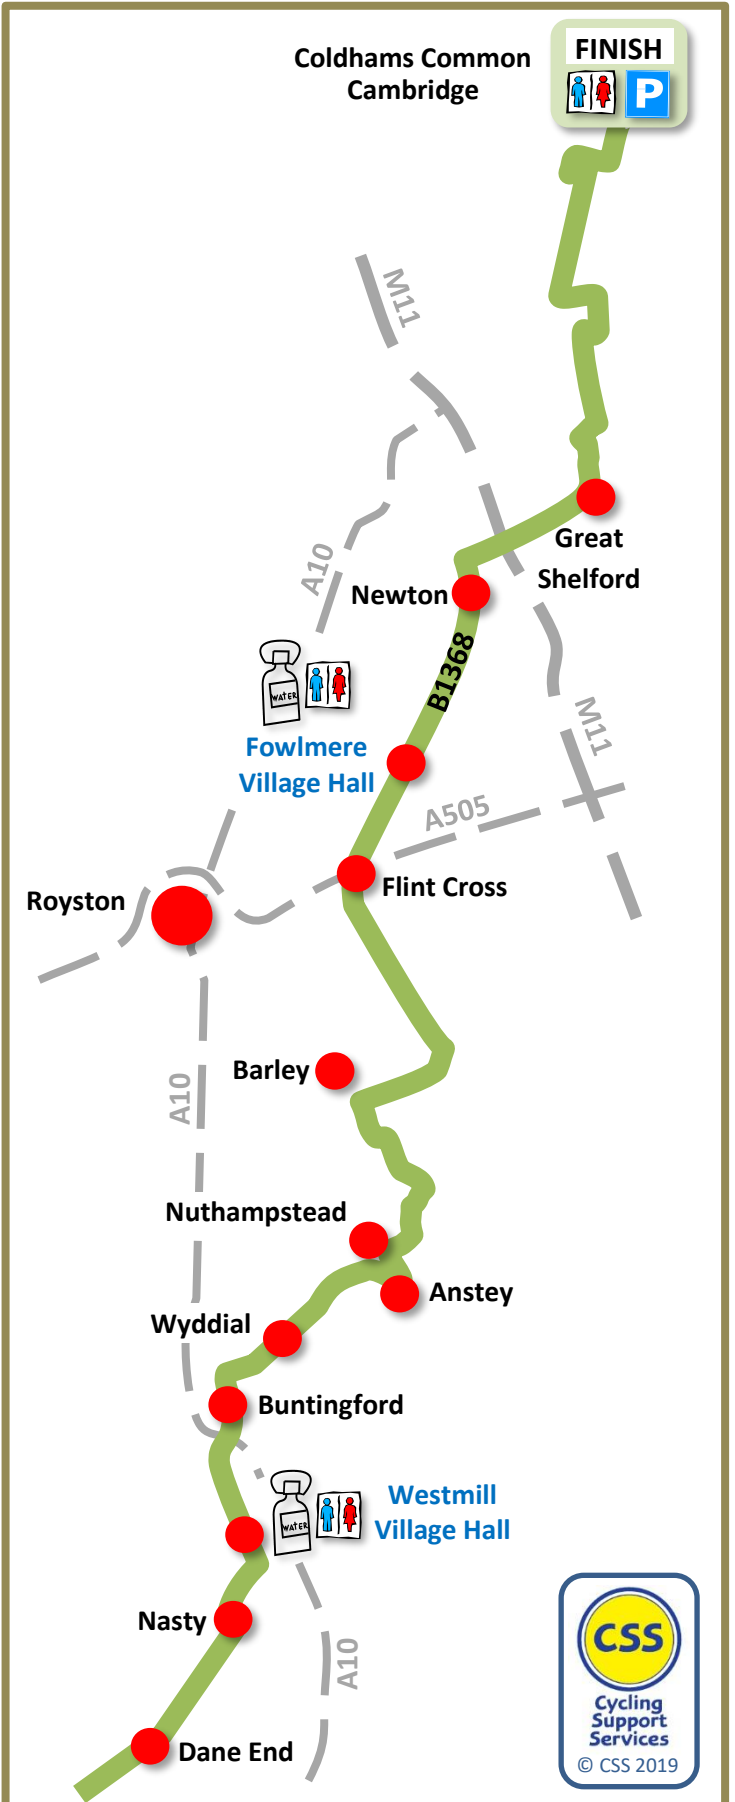 Coldhams Common
Cambridge
FINISH
P
M11
Great
Shelford
A10
Newton
B1368
WATER
Fowlmere
Village Hall
M11
A505
Flint Cross
Royston
Barley
A10
Nuthampstead
Anstey
Wyddial
Buntingford
WATER
Westmill
Village Hall
Nasty
A10
Dane End
CSS
Cycling
Support
Services
© CSS 2019